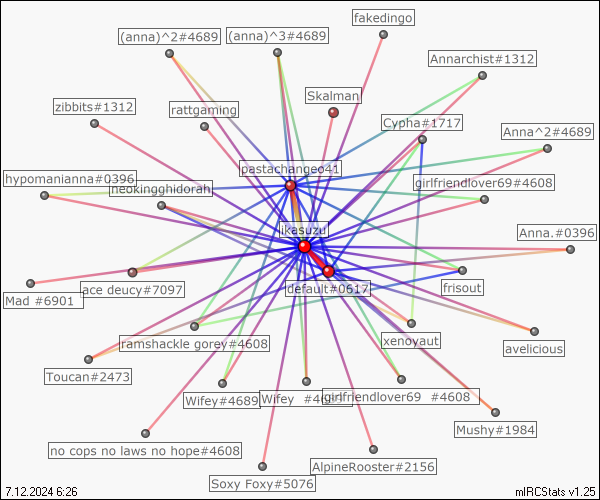 fakedingo
(anna)^2#4689
(anna)^3#4689
Annarchist#1312
Skalman
zibbits#1312
rattgaming
Cypha#1717
Anna^2#4689
pastachangeo41
hypomanianna#0396
neokingghidorah
girlfriendlover69#4608
ikasuzu
Anna.#0396
Mad #6901
ace deucy#7097
default#0617
frisout
ramshackle gorey#4608
xenoyaut
avelicious
Toucan#2473
Wifey#4689
Wifey
girlfriendlover69 #4608
Mushy#1984
no cops no laws no hope#4608
AlpineRooster#2156
Soxy Foxy#5076
7.12.2024 6:26
mIRCStats v1.25